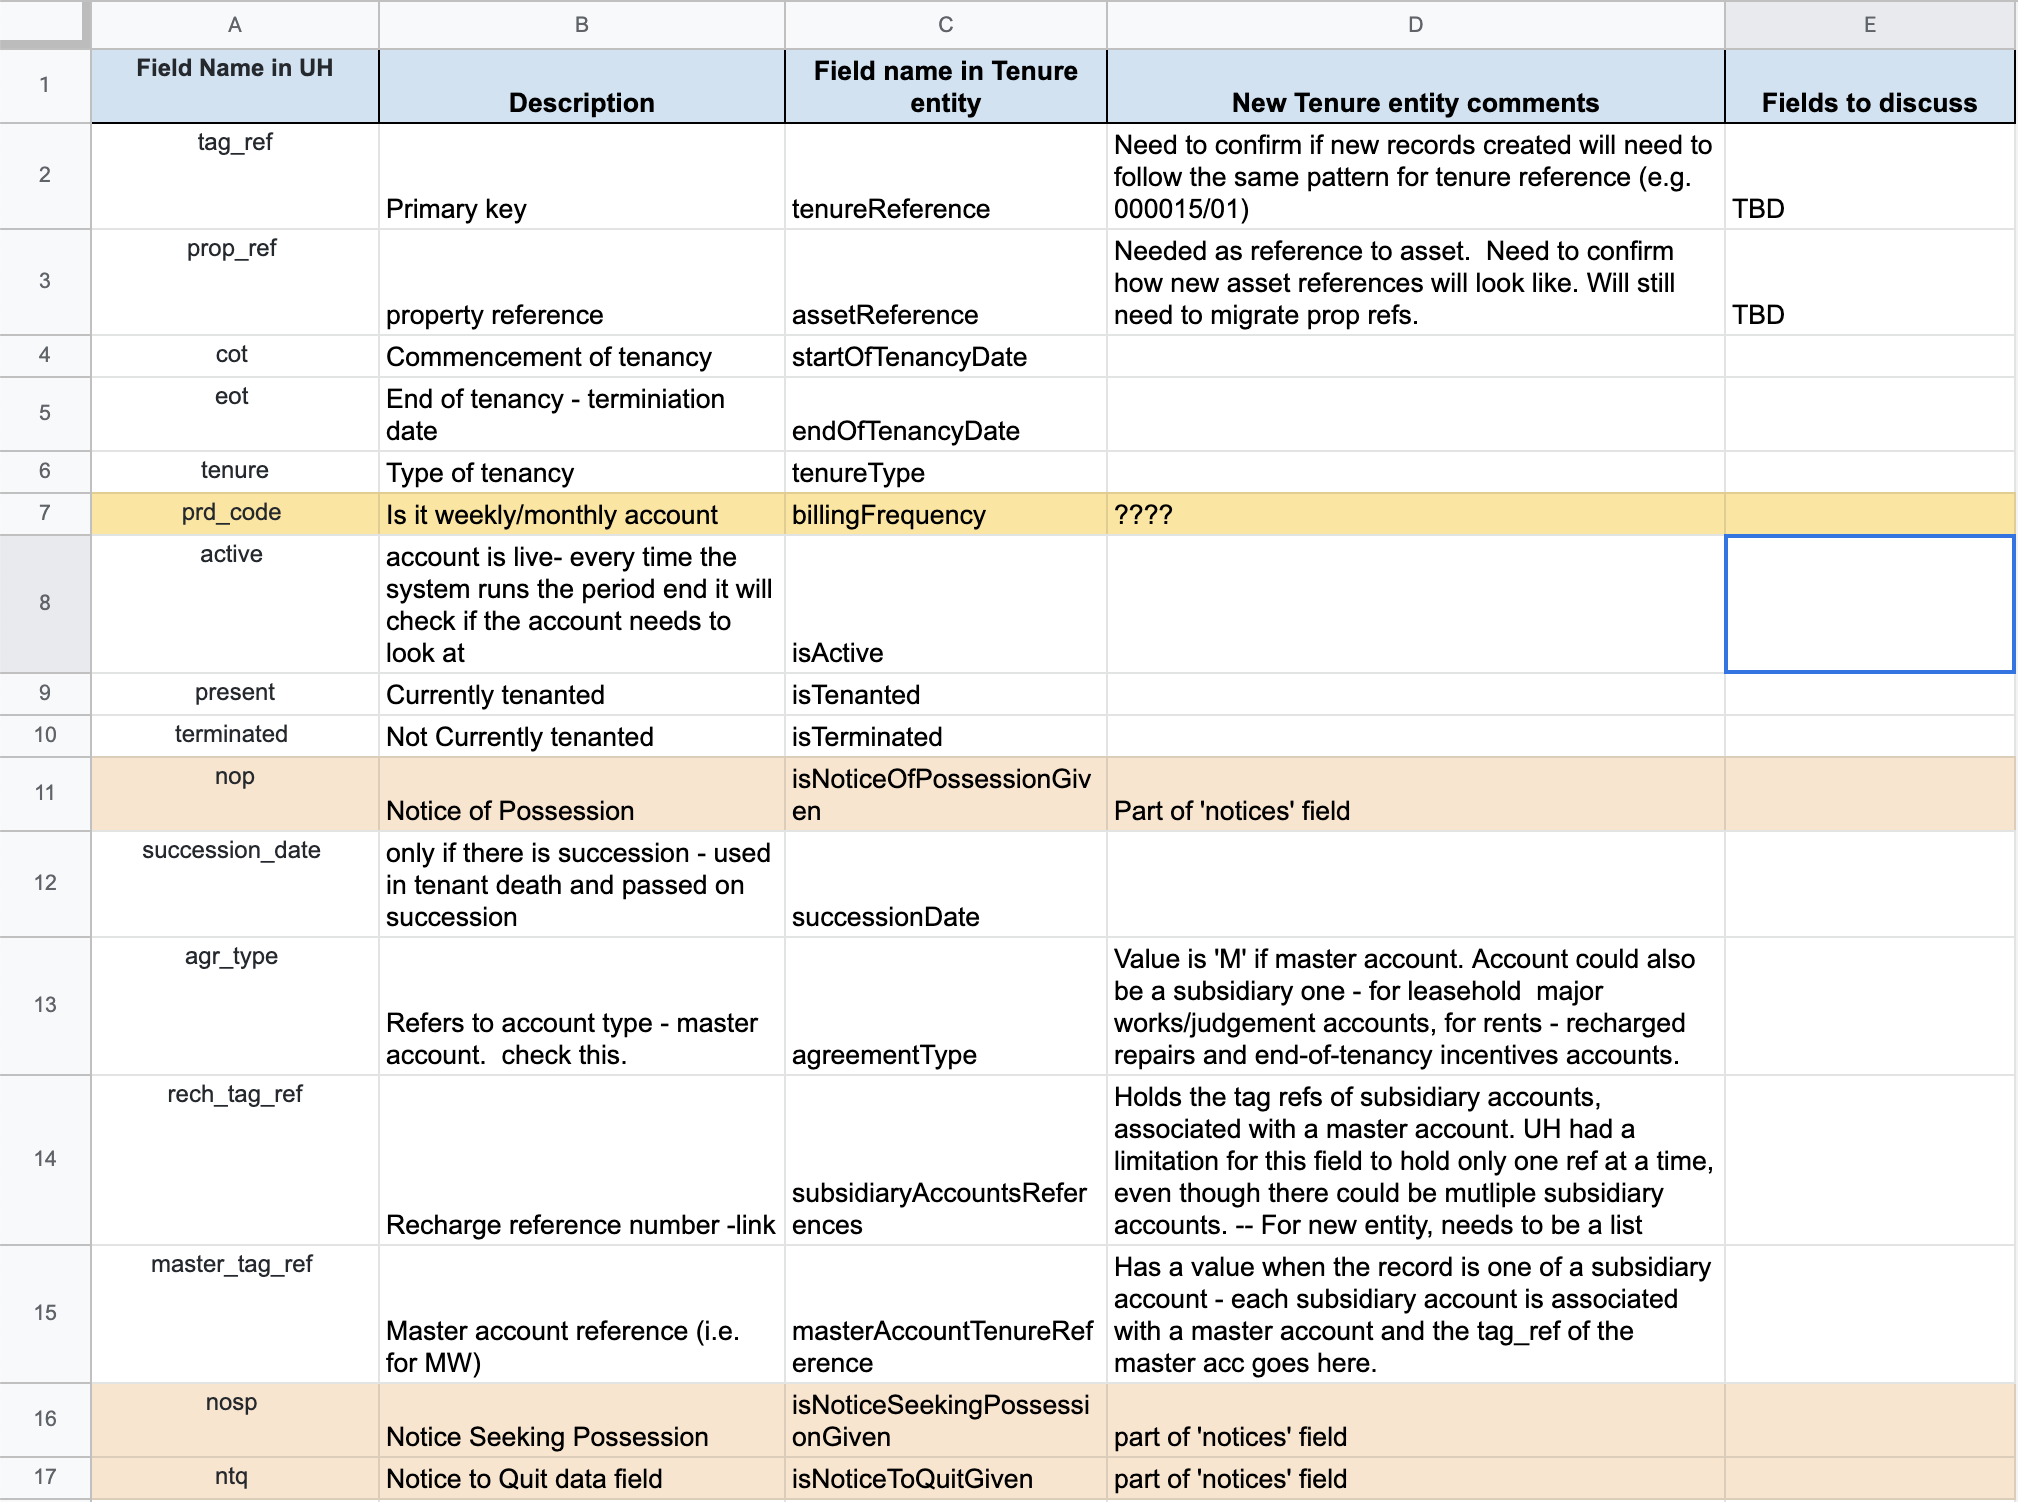 A B C D E
1 Field Name in UH Description Field name in Tenure entity New Tenure entity comments Fields to discuss
2 tag_ref Primary key tenureReference Need to confirm if new records created will need to follow the same pattern for tenure reference (e.g. 000015/01) TBD
3 prop_ref property reference assetReference Needed as reference to asset.  Need to confirm how new asset references will look like. Will still need to migrate prop refs. TBD
4 cot Commencement of tenancy startOfTenancyDate
5 eot End of tenancy - terminiation date endOfTenancyDate
6 tenure Type of tenancy tenureType
7 prd_code Is it weekly/monthly account billingFrequency ????
8 active account is live- every time the system runs the period end it will check if the account needs to look at isActive
9 present Currently tenanted isTenanted
10 terminated Not Currently tenanted isTerminated
11 nop Notice of Possession isNoticeOfPossessionGiven Part of 'notices' field
12 succession_date only if there is succession - used in tenant death and passed on succession successionDate
13 agr_type Refers to account type - master account.  check this. agreementType Value is 'M' if master account. Account could also be a subsidiary one - for leasehold  major works/judgement accounts, for rents - recharged repairs and end-of-tenancy incentives accounts.
14 rech_tag_ref Recharge reference number -link subsidiaryAccountsReferences Holds the tag refs of subsidiary accounts, associated with a master account. UH had a limitation for this field to hold only one ref at a time, even though there could be mutliple subsidiary accounts. -- For new entity, needs to be a list
15 master_tag_ref Master account reference (i.e. for MW) masterAccountTenureReference Has a value when the record is one of a subsidiary account - each subsidiary account is associated with a master account and the tag_ref of the master acc goes here.
16 nosp Notice Seeking Possession isNoticeSeekingPossessionGiven part of 'notices' field
17 ntq Notice to Quit data field isNoticeToQuitGiven part of 'notices' field